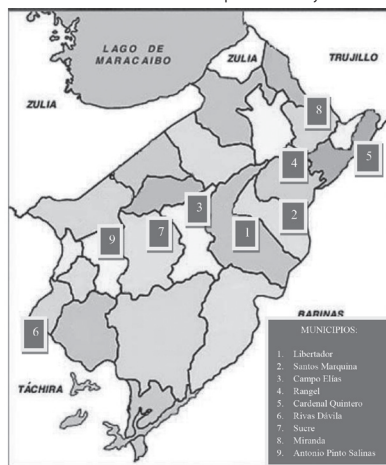 LAGO DE
MARACAIBO
ZULIA
TRUJILLO
ZULIA
8
5
4
3
2
1
9
7
6
BARINAS
TÁCHIRA
MUNICIPIOS:
1. Libertador
2. Santos Marquina
3. Campo Elías
4. Rangel
5. Cardenal Quintero
6. Rivas Dávila
7. Sucre
8. Miranda
9. Antonio Pinto Salinas